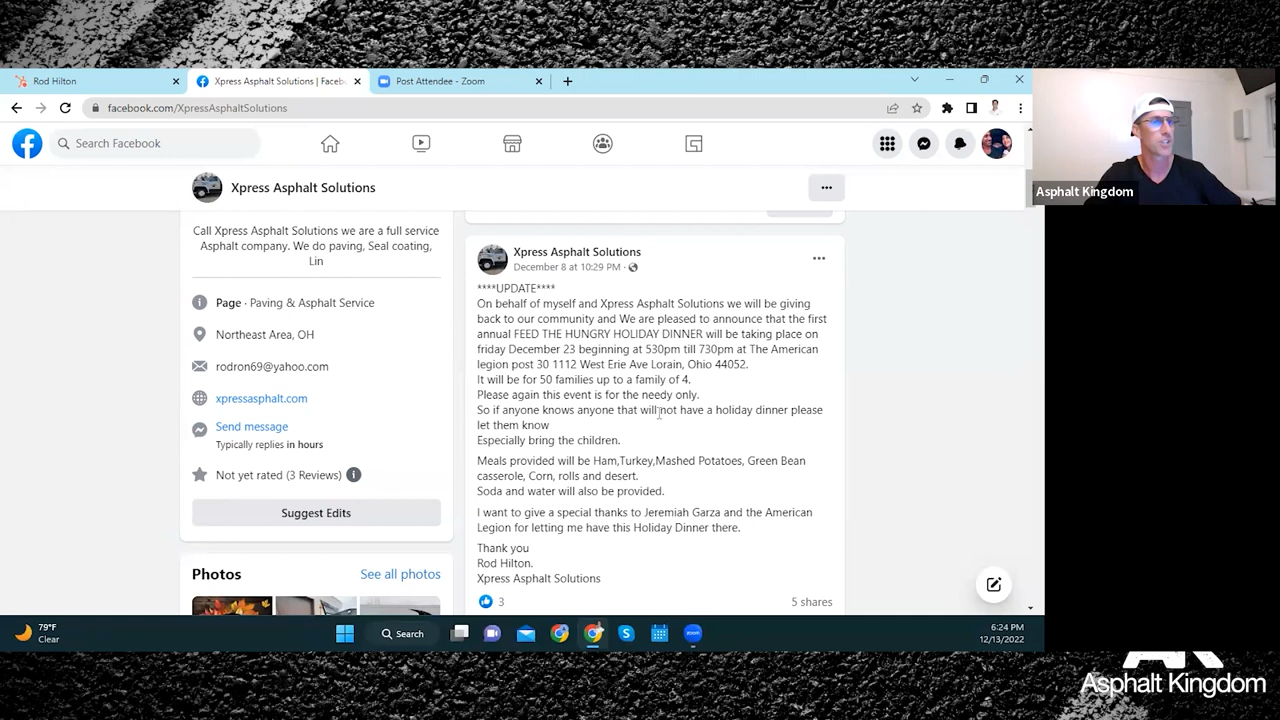 Rod Hilton
Xpress Asphalt Solutions | Faceb
Post Attendee - Zoom
facebook.com/XpressAsphaltSolutions
Search Facebook
Xpress Asphalt Solutions
Call Xpress Asphalt Solutions we are a full service
Asphalt company. We do paving, Seal coating,
Lin
Page · Paving & Asphalt Service
Northeast Area, OH
rodron69@yahoo.com
xpressasphalt.com
Send message
Typically replies in hours
Not yet rated (3 Reviews)
Suggest Edits
Photos
See all photos
Xpress Asphalt Solutions
December 8 at 10:29 PM ·
****UPDATE****
On behalf of myself and Xpress Asphalt Solutions we will be giving
back to our community and We are pleased to announce that the first
annual FEED THE HUNGRY HOLIDAY DINNER will be taking place on
friday December 23 beginning at 530pm till 730pm at The American
legion post 30 1112 West Erie Ave Lorain, Ohio 44052.
It will be for 50 families up to a family of 4.
Please again this event is for the needy only.
So if anyone knows anyone that will not have a holiday dinner please
let them know
Especially bring the children.
Meals provided will be Ham,Turkey,Mashed Potatoes, Green Bean
casserole, Corn, rolls and desert.
Soda and water will also be provided.
I want to give a special thanks to Jeremiah Garza and the American
Legion for letting me have this Holiday Dinner there.
Thank you
Rod Hilton.
Xpress Asphalt Solutions
3
5 shares
Asphalt Kingdom
79°F
Clear
Search
zoom
6:24 PM
12/13/2022
Asphalt Kingdom